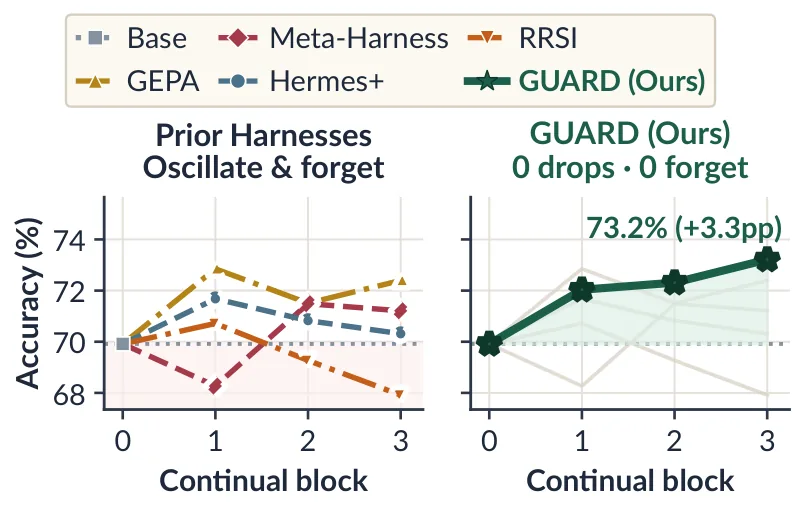 Base Meta-Harness RRSI
GEPA Hermes+ GUARD (Ours)
Prior Harnesses
Oscillate & forget
GUARD (Ours)
0 drops · 0 forget
Accuracy (%)
74
72
70
68
0 1 2 3
Continual block
73.2% (+3.3pp)
0 1 2 3
Continual block